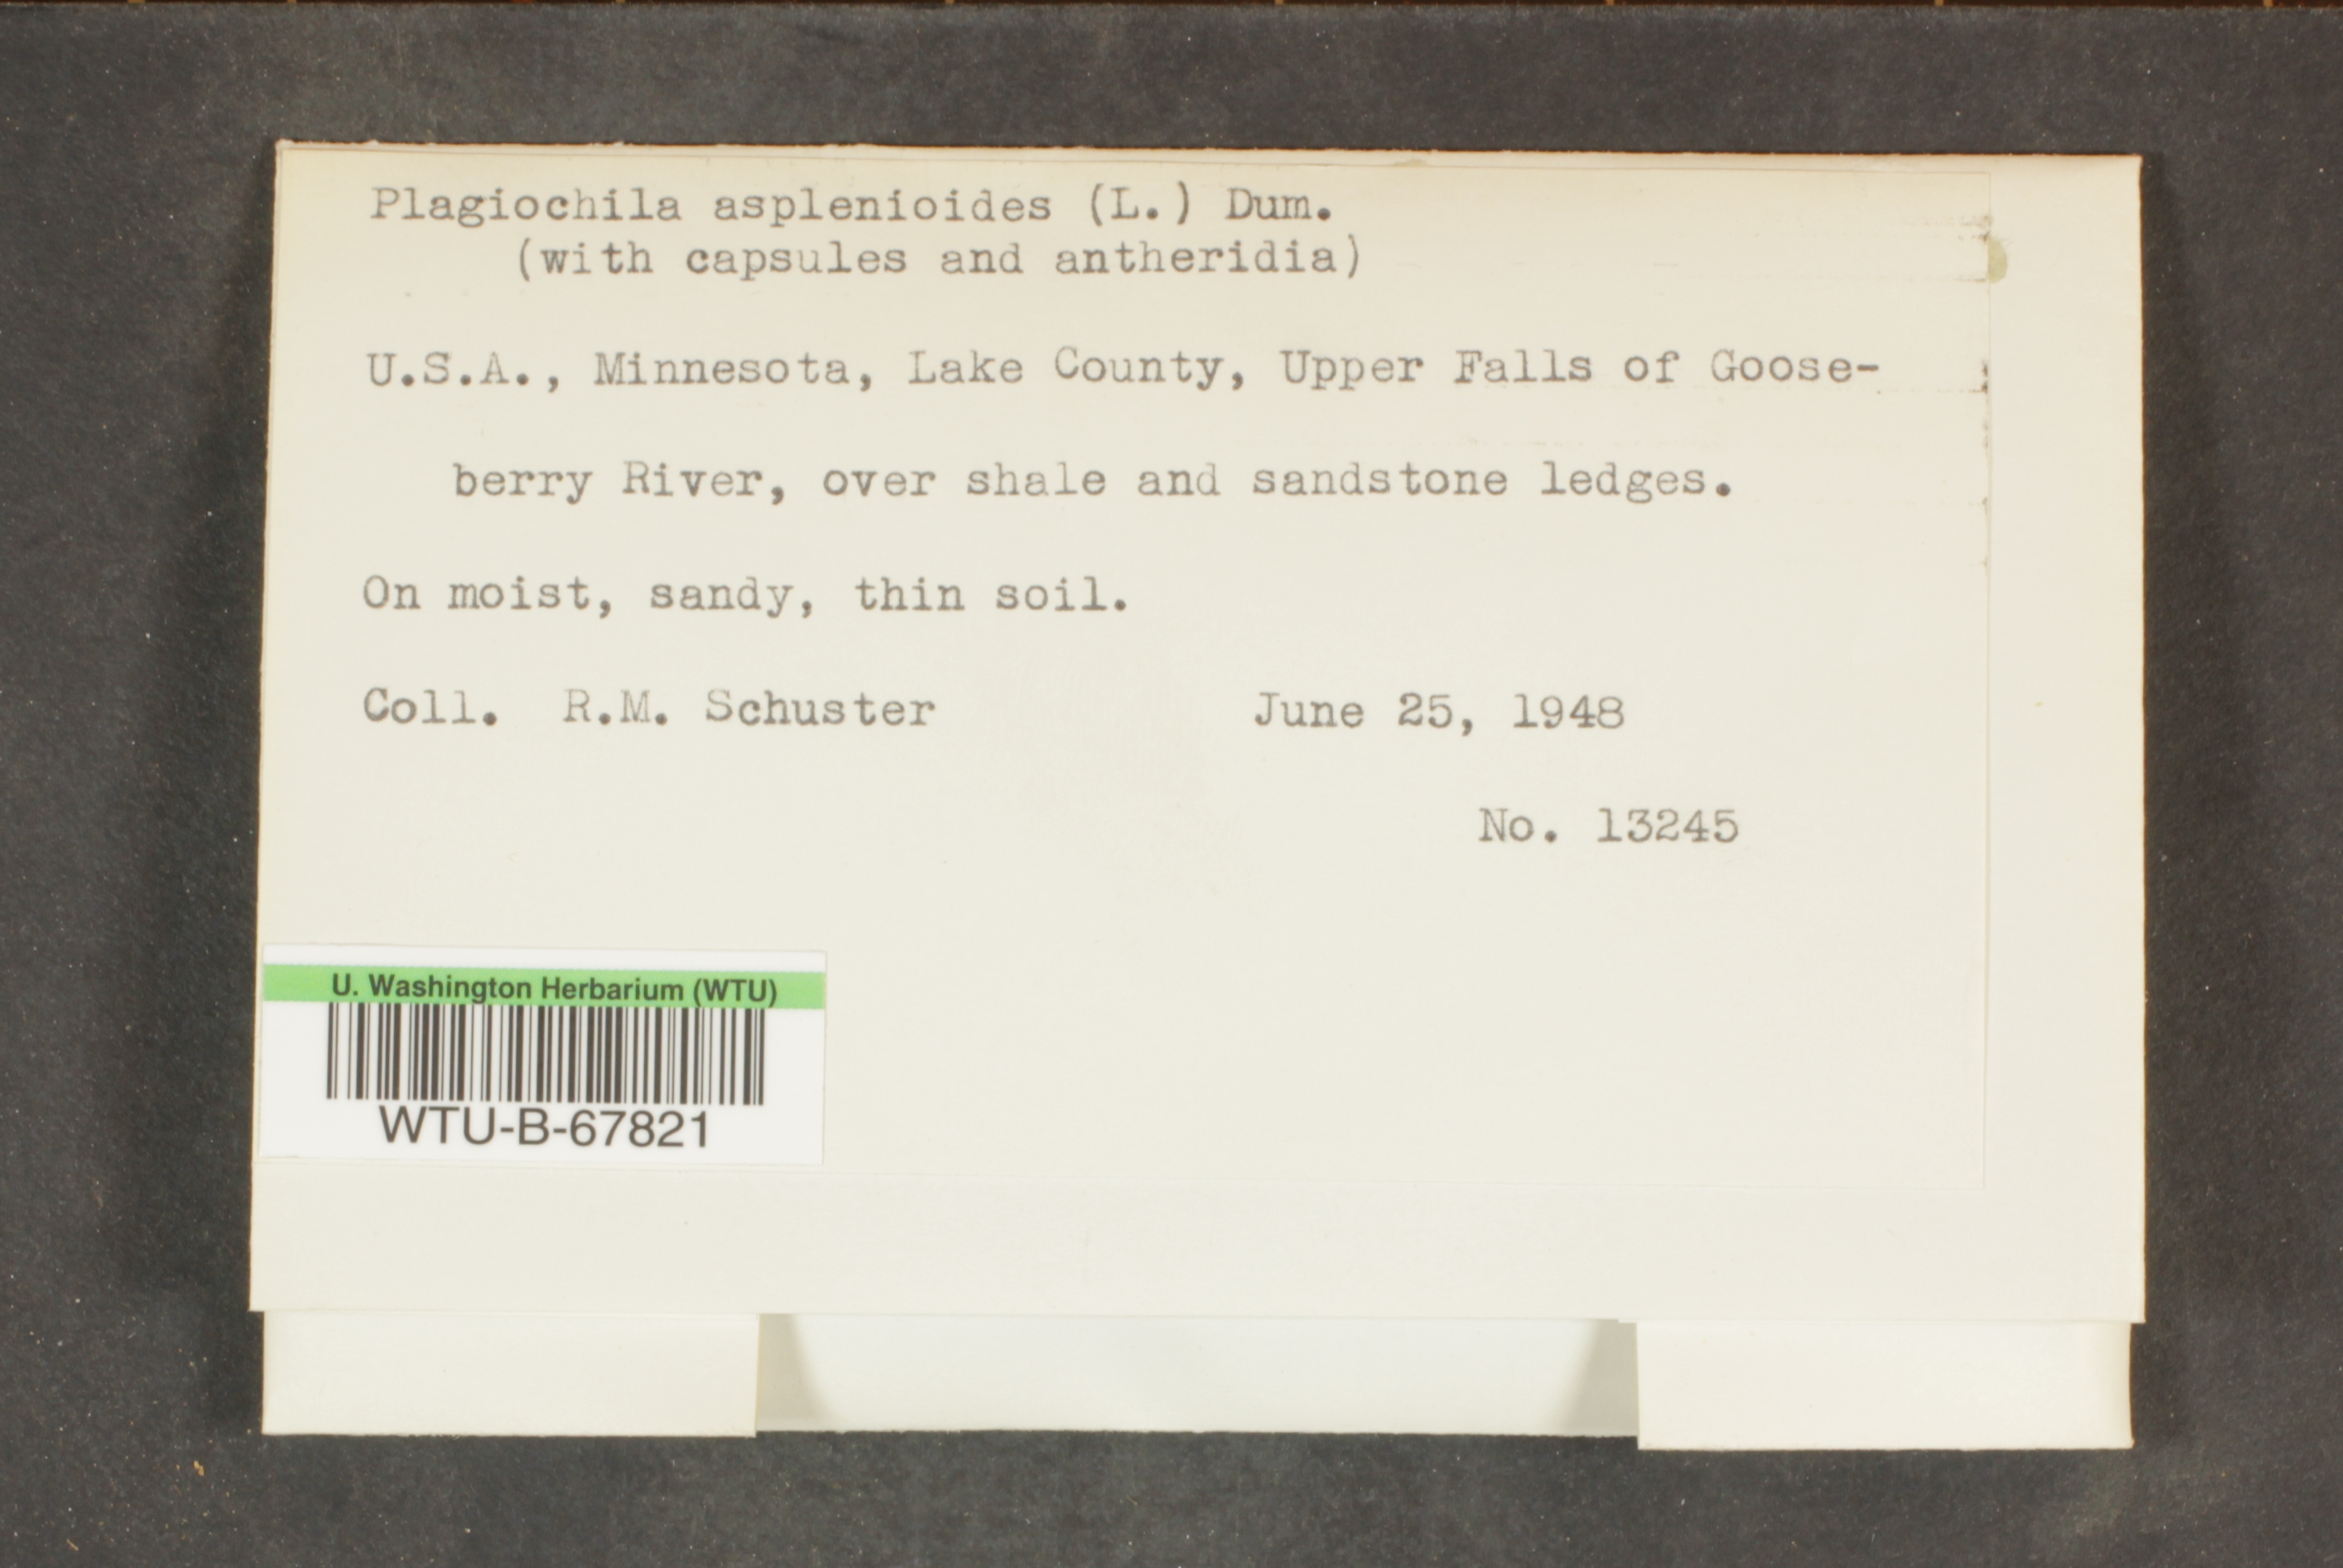 Plagiochila asplenioides (L.) Dum.
(with capsules and antheridia)
U.S.A., Minnesota, Lake County, Upper Falls of Goose-
berry River, over shale and sandstone ledges.
On moist, sandy, thin soil.
Coll. R.M. Schuster June 25, 1948
No. 13245
U. Washington Herbarium (WTU)
WTU-B-67821